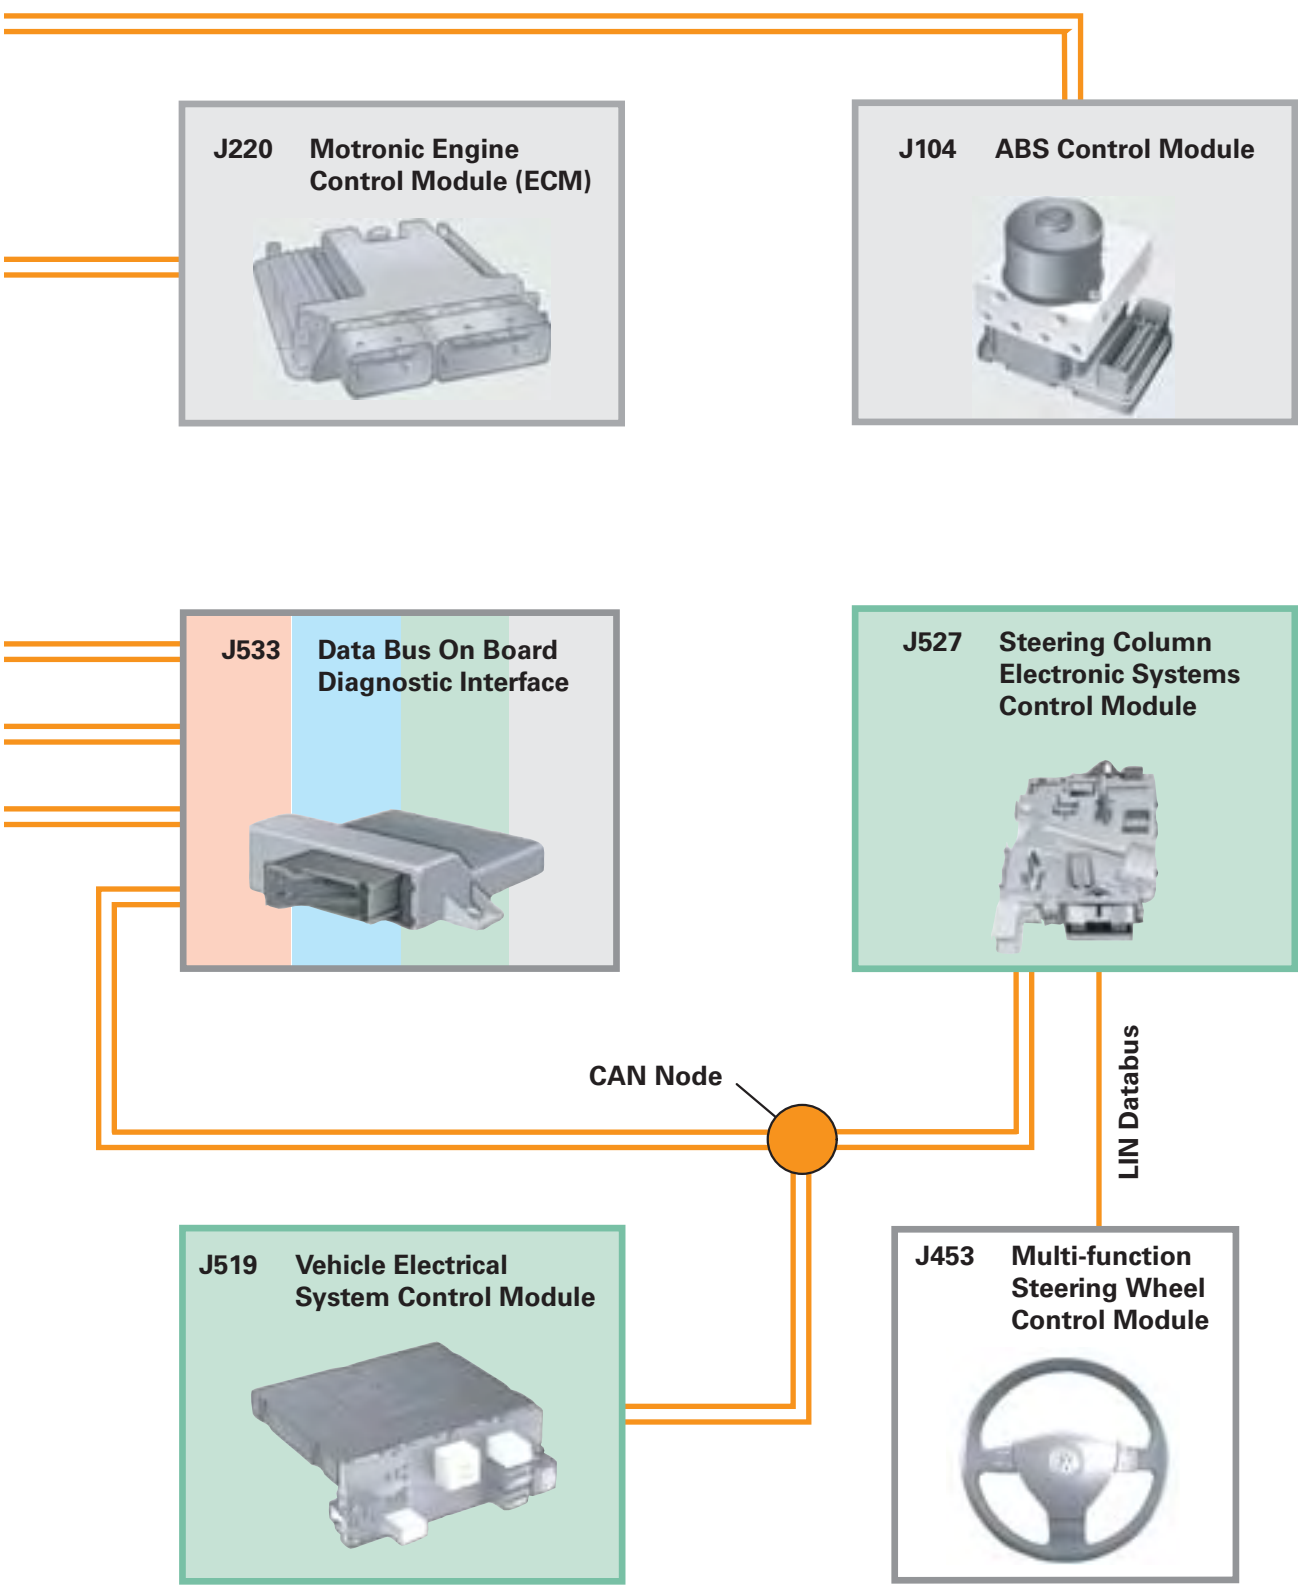 J220 Motronic Engine
Control Module (ECM)
J104 ABS Control Module
J533 Data Bus On Board
Diagnostic Interface
J527 Steering Column
Electronic Systems
Control Module
CAN Node
LIN Databus
J519 Vehicle Electrical
System Control Module
J453 Multi-function
Steering Wheel
Control Module